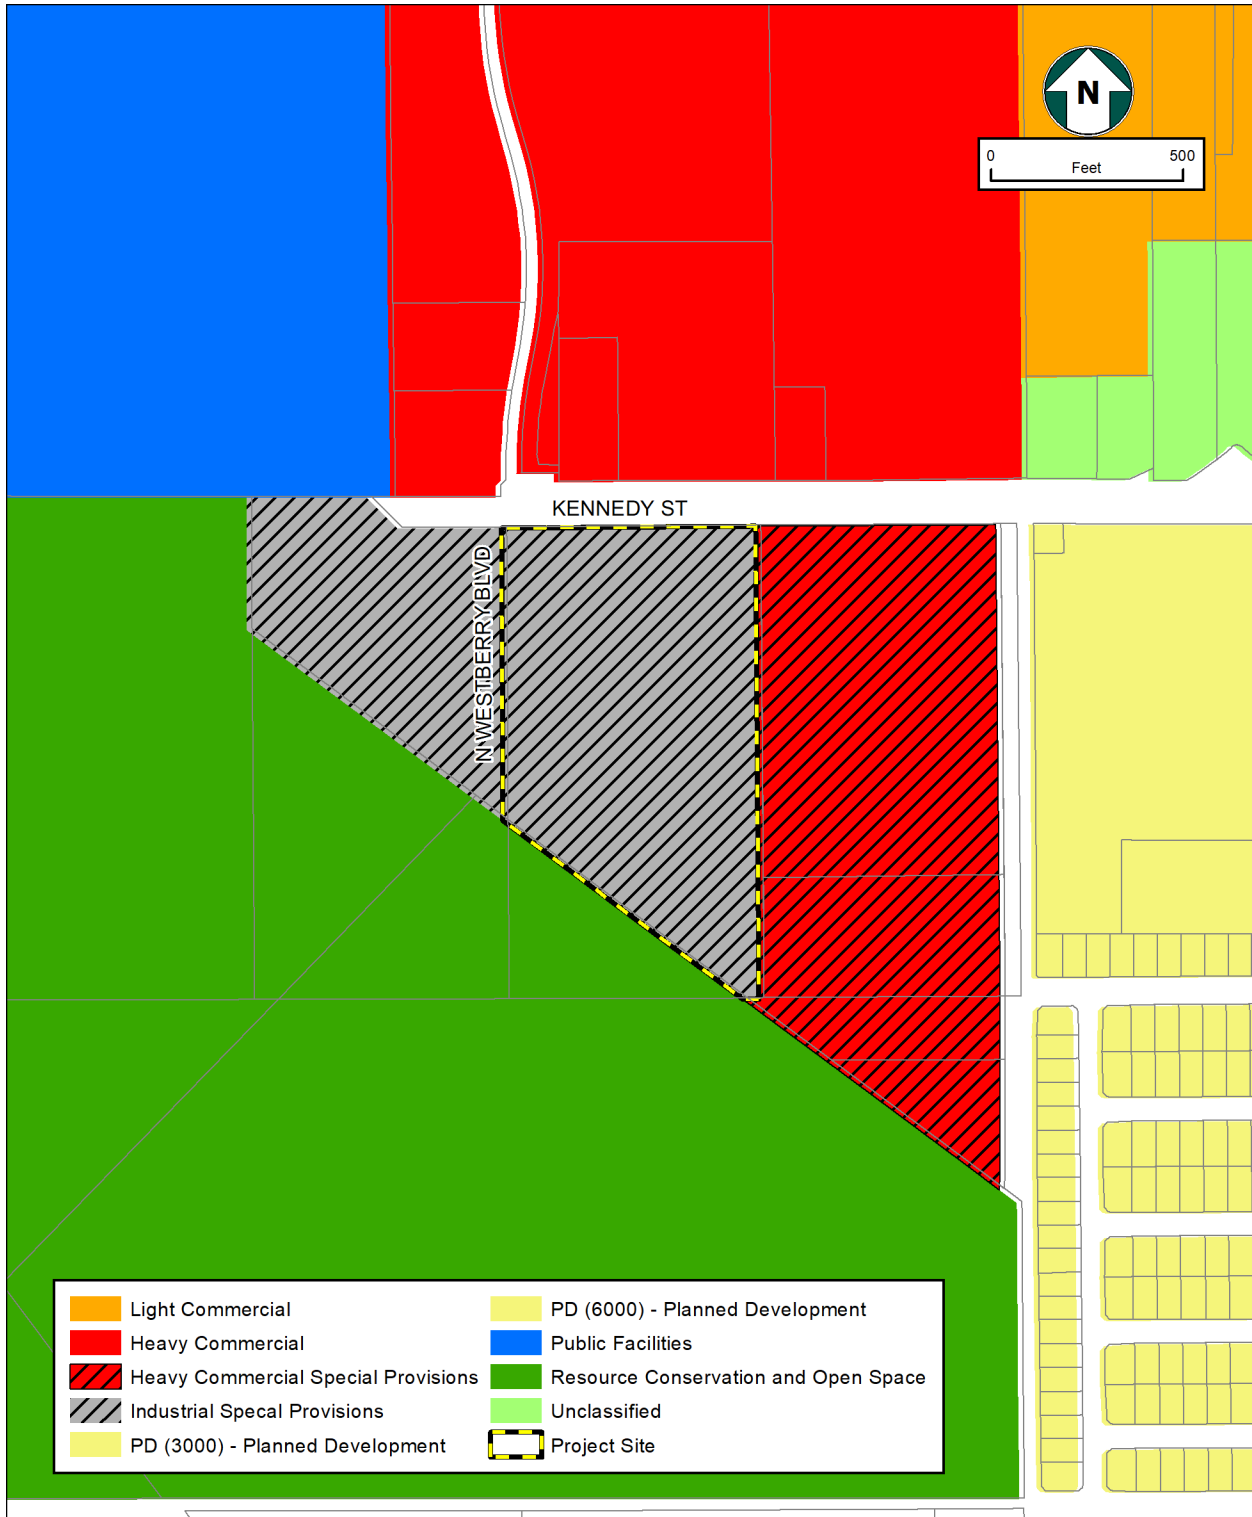 N
0 500
Feet
KENNEDY ST
N WESTBERRY BLVD
Light Commercial
Heavy Commercial
Heavy Commercial Special Provisions
Industrial Specal Provisions
PD (3000) - Planned Development
PD (6000) - Planned Development
Public Facilities
Resource Conservation and Open Space
Unclassified
Project Site